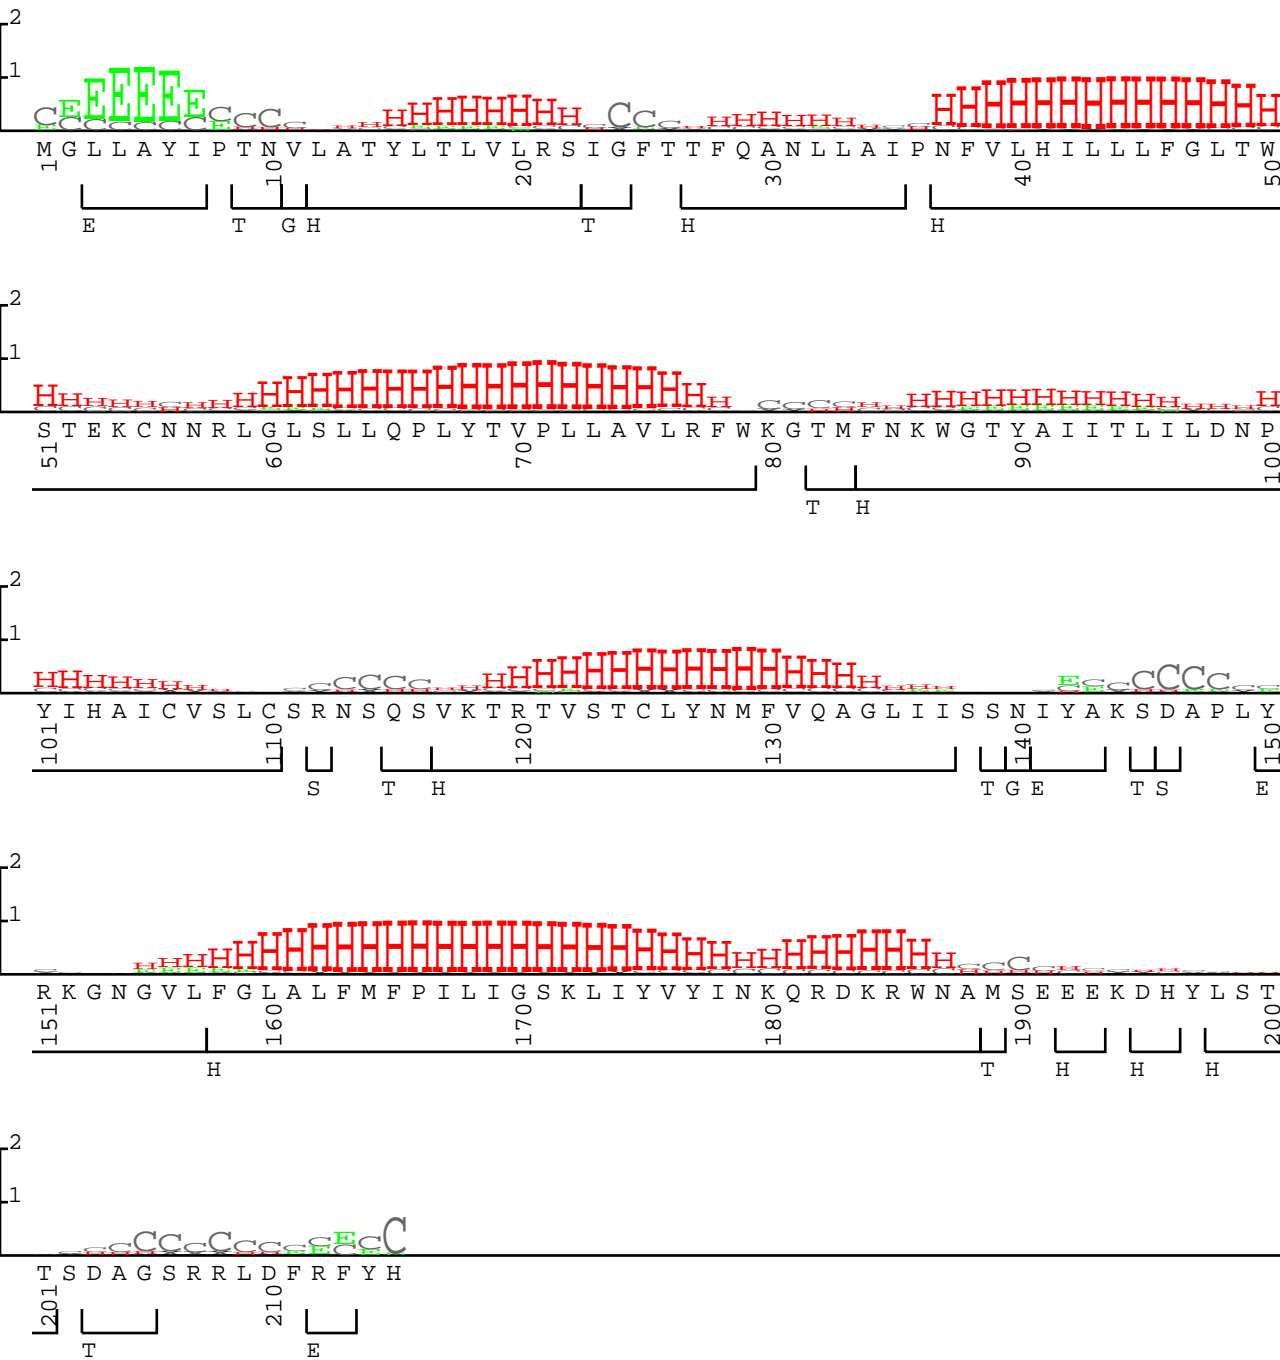 2
1
C E E E E E E C C C C H H H H H H H H C C C H H H H H H H H H H H H H H H H H H H H H
M G L L A Y I P T N V L A T Y L T L V L R S I G F T T F Q A N L L A I P N F V L H I L L L F G L T W
1 10 20 30 40 50
E T G H T H H
2
1
H H H H H H H H H H H H H H H H H H H H H H H H H H H H C C C C H H H H H H H H H H H H H H H
S T E K C N N R L G L S L L Q P L Y T V P L L A V L R F W K G T M F N K W G T Y A I I T L I L D N P
51 60 70 80 90 100
T H
2
1
H H H H H H H C C C C C H H H H H H H H H H H H H H H H H H E C C C C C C
Y I H A I C V S L C S R N S Q S V K T R T V S T C L Y N M F V Q A G L I I S S N I Y A K S D A P L Y
101 110 120 130 140 150
S T H T G E T S E
2
1
H H H H H H H H H H H H H H H H H H H H H H H H H H H H H H H H H C C C
R K G N G V L F G L A L F M F P I L I G S K L I Y V Y I N K Q R D K R W N A M S E E E K D H Y L S T
151 160 170 180 190 200
H T H H H
2
1
C C C C C C C C C C E C C
T S D A G S R R L D F R F Y H
201 210
T E